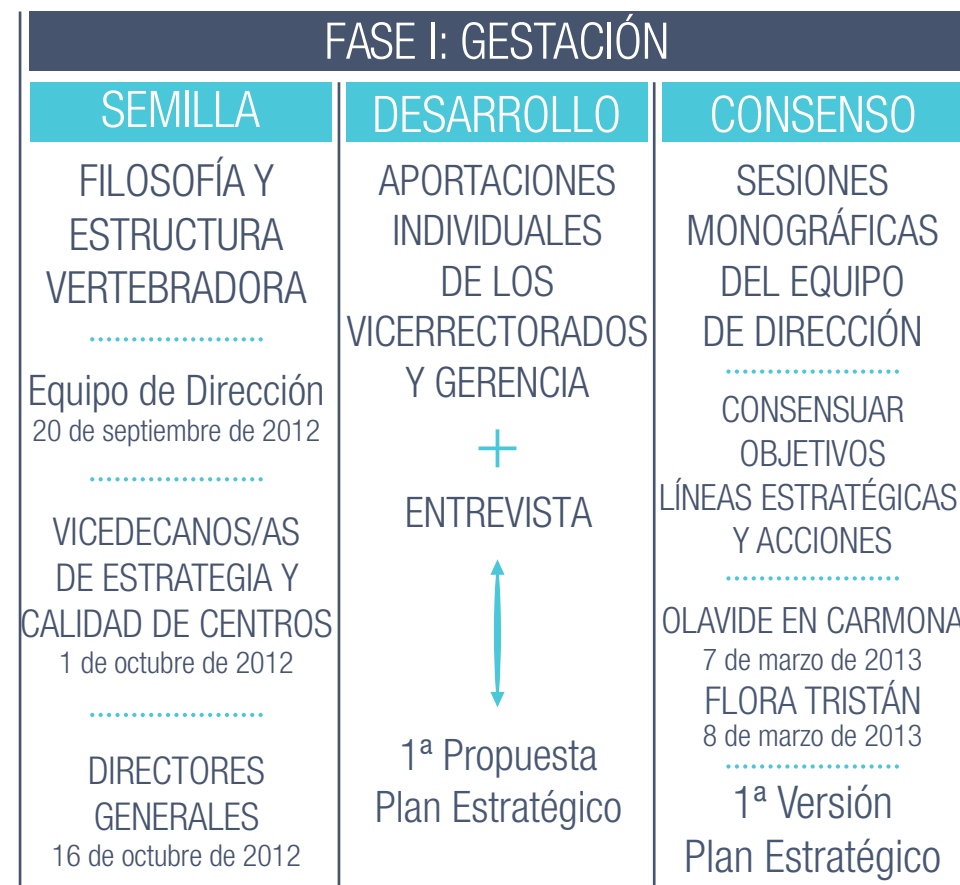 FASE I: GESTACIÓN
SEMILLA
FILOSOFÍA Y
ESTRUCTURA
VERTEBRADORA
Equipo de Dirección
20 de septiembre de 2012
VICEDECANOS/AS
DE ESTRATEGIA Y
CALIDAD DE CENTROS
1 de octubre de 2012
DIRECTORES
GENERALES
16 de octubre de 2012
DESARROLLO
APORTACIONES
INDIVIDUALES
DE LOS
VICERRECTORADOS
Y GERENCIA
+
ENTREVISTA
1ª Propuesta
Plan Estratégico
CONSENSO
SESIONES
MONOGRÁFICAS
DEL EQUIPO
DE DIRECCIÓN
CONSENSUAR
OBJETIVOS
LÍNEAS ESTRATÉGICAS
Y ACCIONES
OLAVIDE EN CARMONA
7 de marzo de 2013
FLORA TRISTÁN
8 de marzo de 2013
1ª Versión
Plan Estratégico